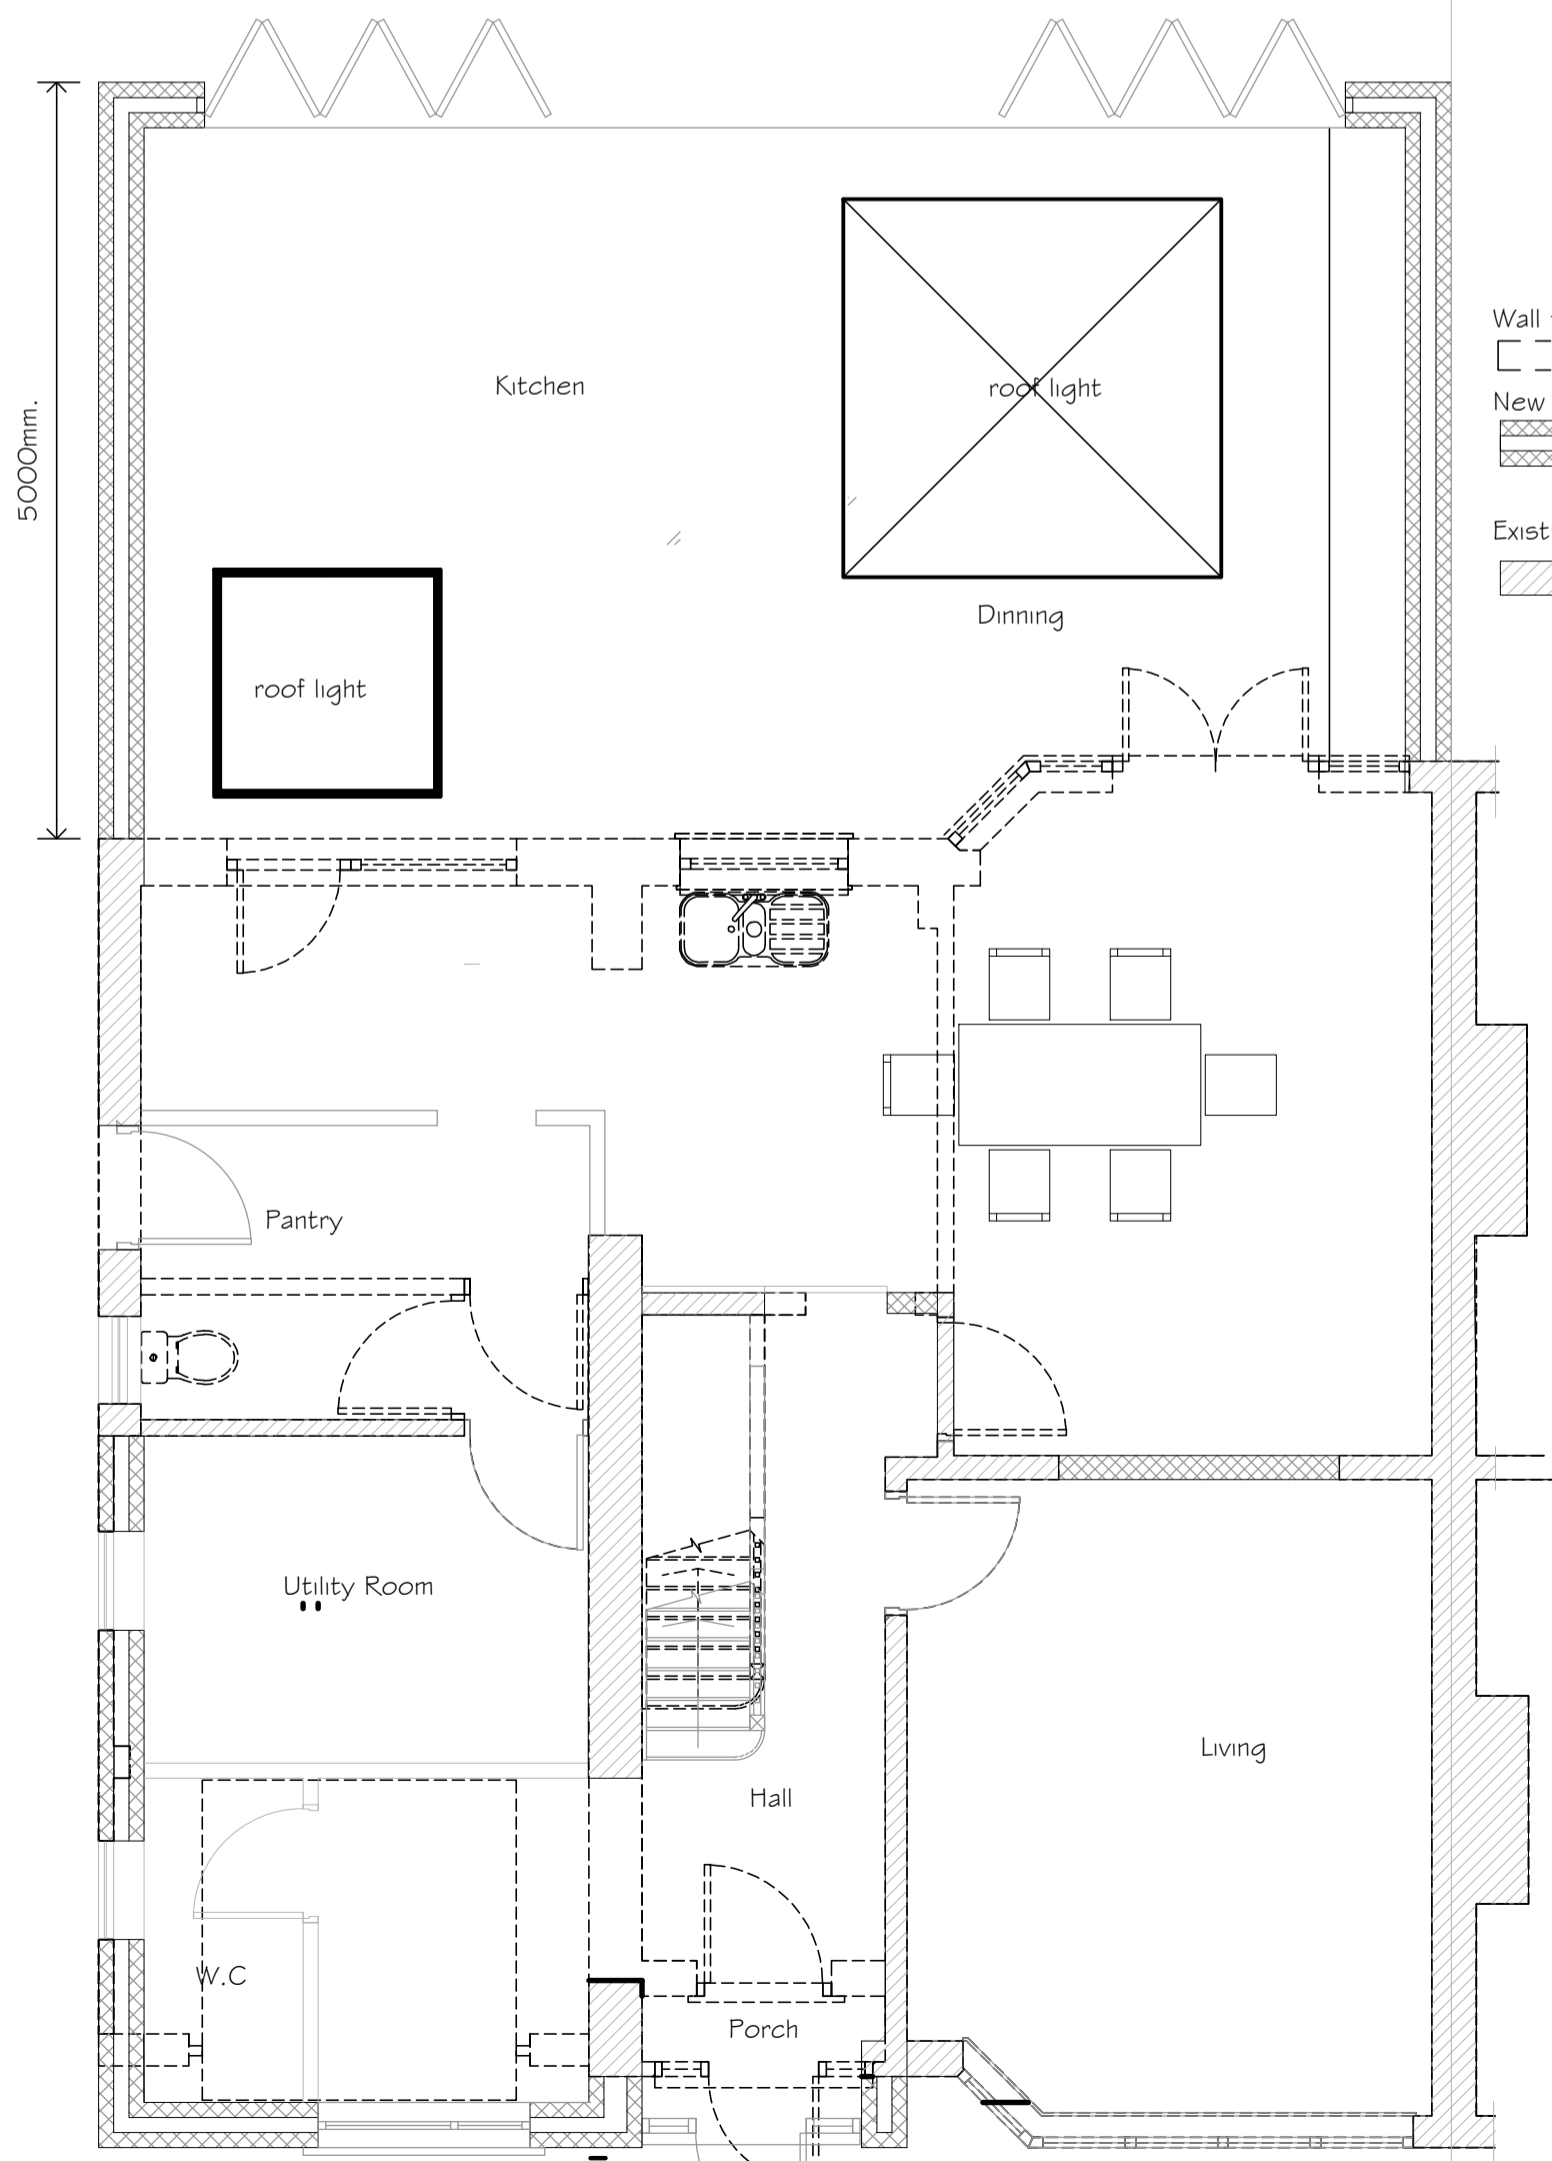 Wall
New
Kitchen
roof light
5000mm.
Exist
Dinning
roof light
Pantry
Utility Room
Living
Hall
W.C
Porch